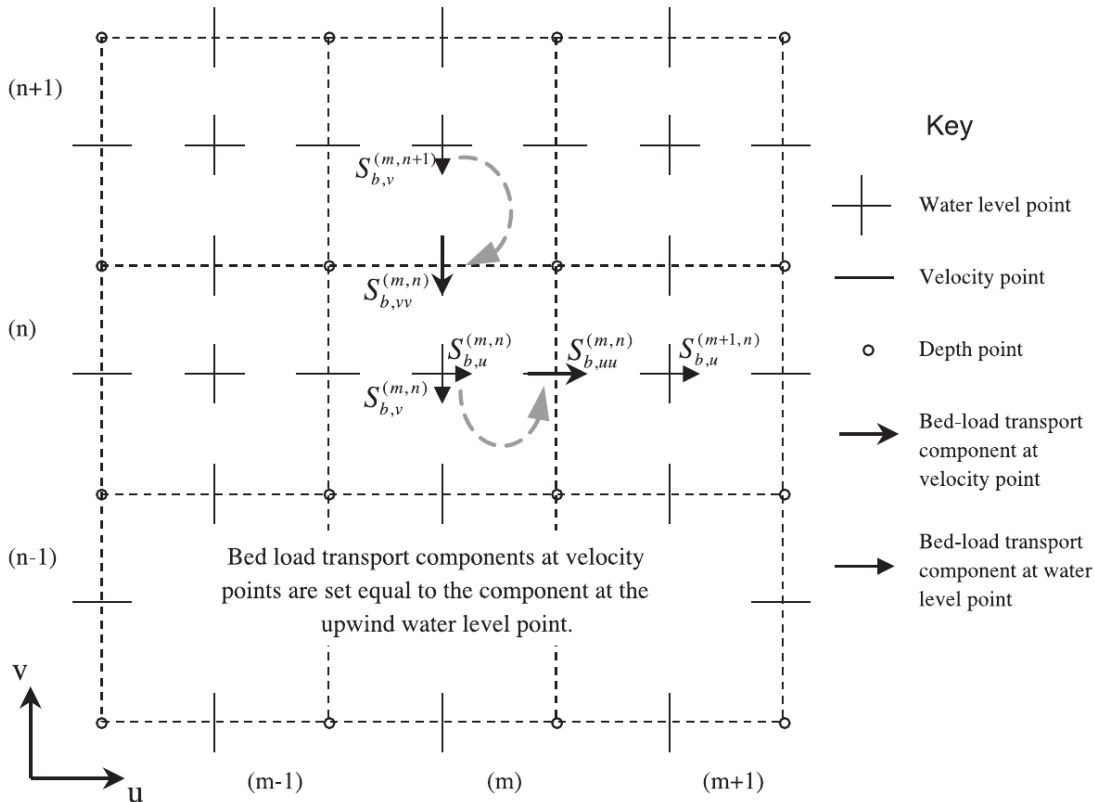 (n+1)
S_{b,v}^{(m,n+1)}
S_{b,vv}^{(m,n)}
(n)
S_{b,u}^{(m,n)} S_{b,uu}^{(m,n)} S_{b,u}^{(m+1,n)}
S_{b,v}^{(m,n)}
(n-1)
Bed load transport components at velocity
points are set equal to the component at the
upwind water level point.
v
u
(m-1) (m) (m+1)
Key
Water level point
Velocity point
Depth point
Bed-load transport
component at
velocity point
Bed-load transport
component at water
level point